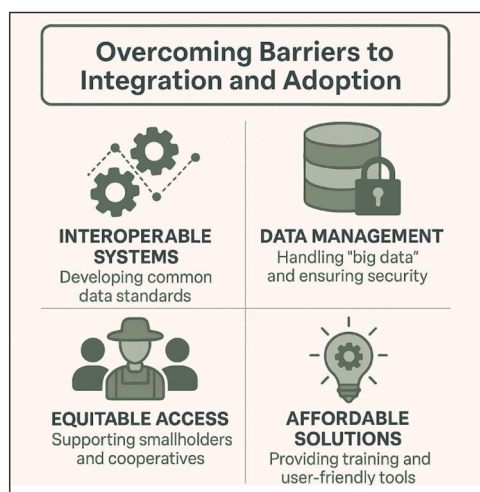 Overcoming Barriers to
Integration and Adoption
INTEROPERABLE
SYSTEMS
Developing common
data standards
DATA MANAGEMENT
Handling "big data"
and ensuring security
EQUITABLE ACCESS
Supporting smallholders
and cooperatives
AFFORDABLE
SOLUTIONS
Providing training and
user-friendly tools